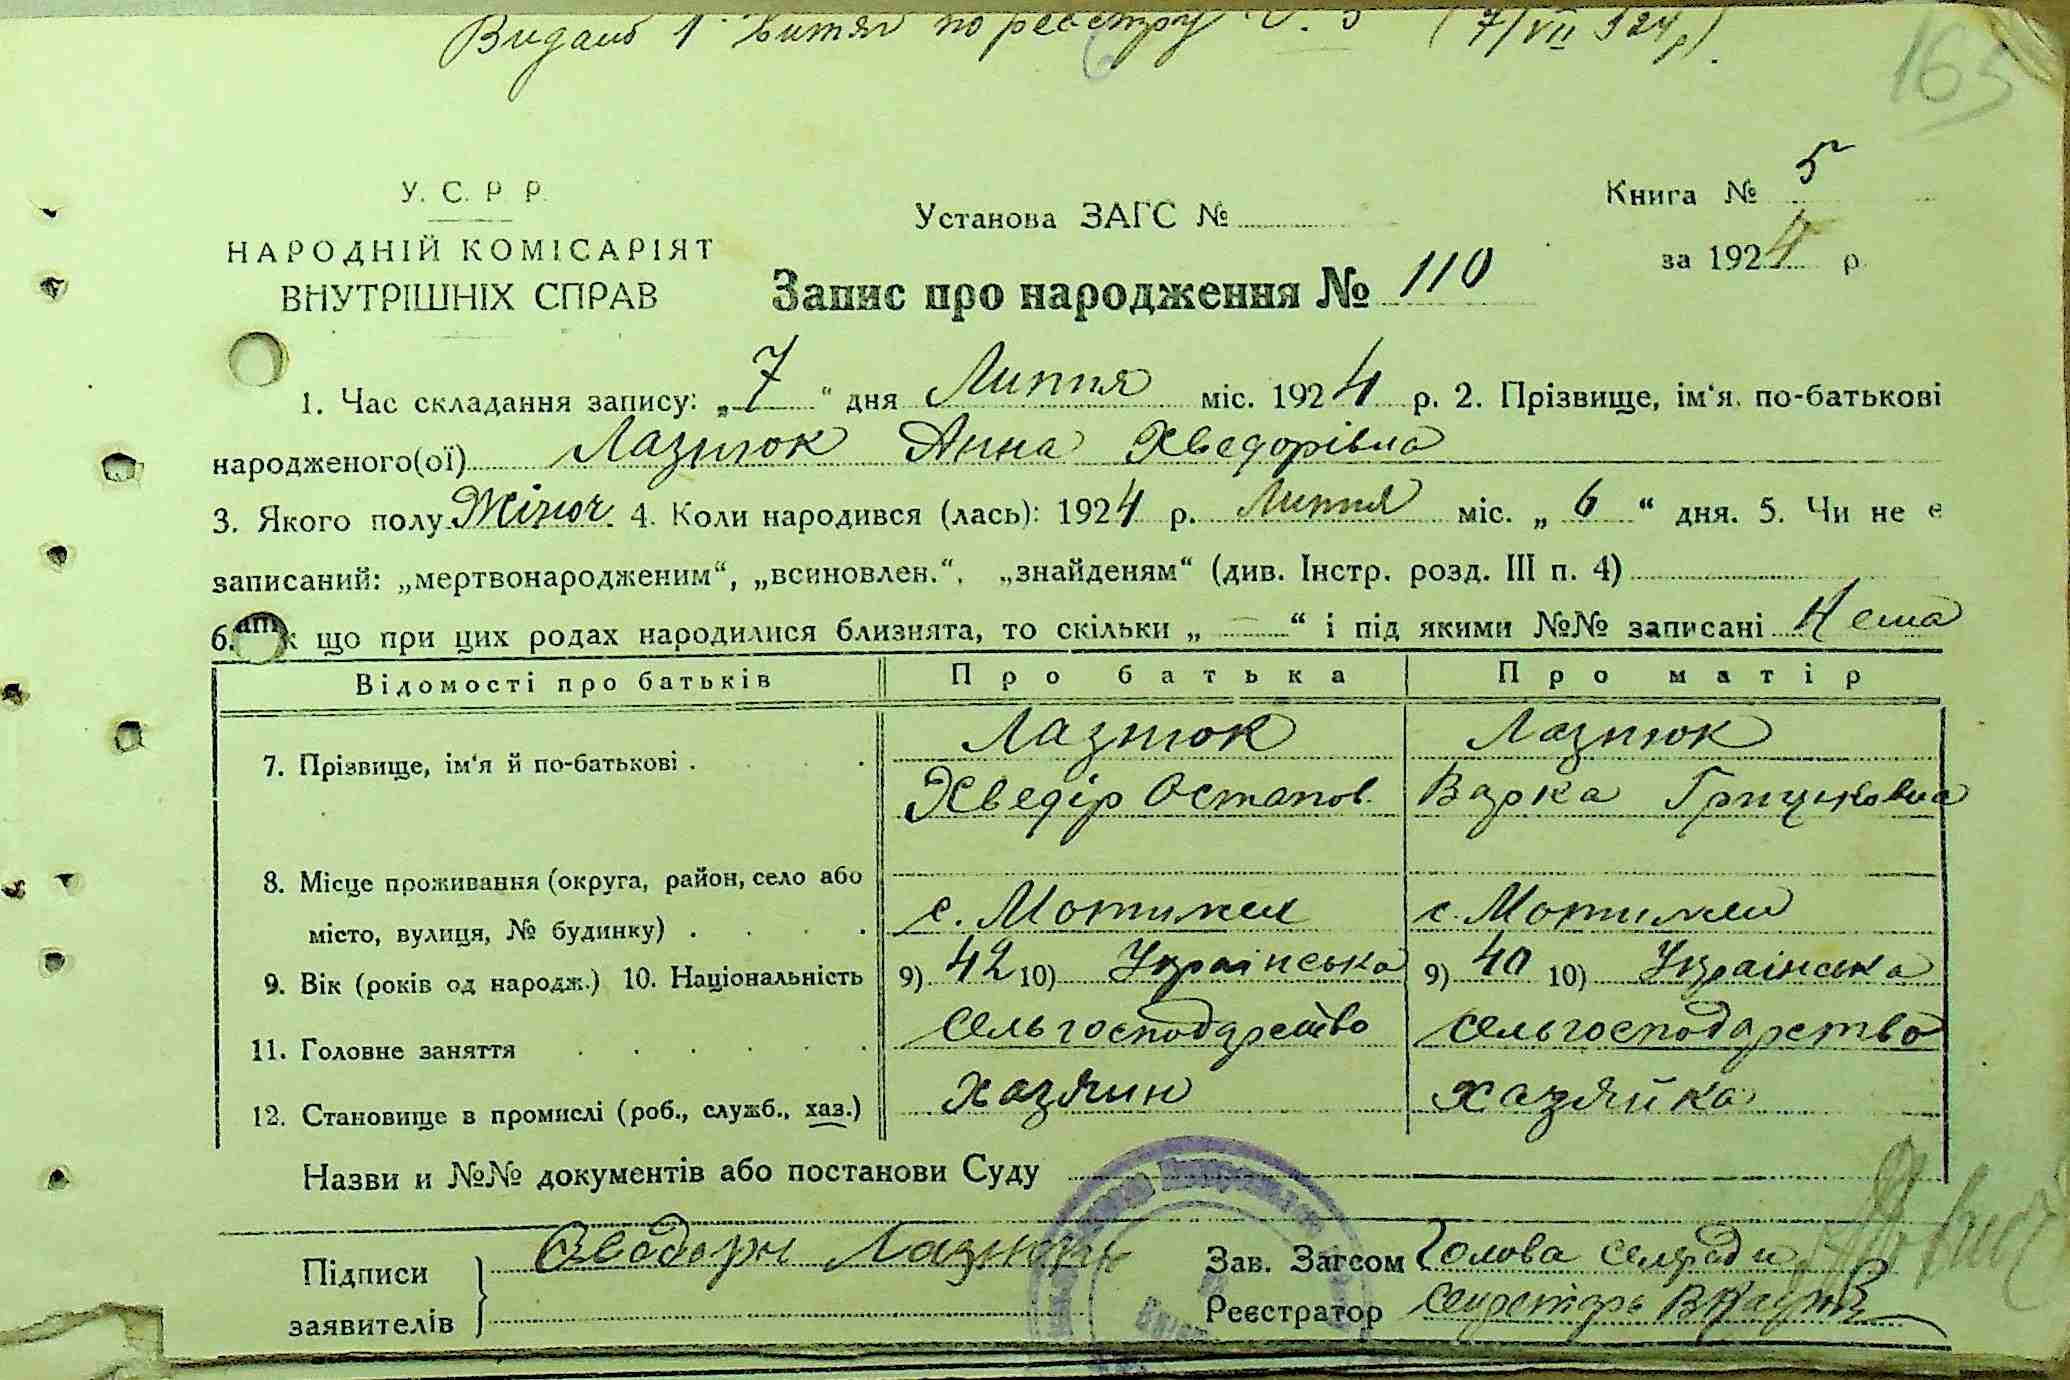 Видано 1 Витяг по реєстру (7/VII 924 р)
165
У. С. Р. Р.
НАРОДНІЙ КОМІСАРІЯТ
ВНУТРІШНІХ СПРАВ
Установа ЗАГС №
Книга № 5
за 1924 р
Запис про народження № 110
1. Час складання запису: „7“ дня Липня міс. 1924 р. 2. Прізвище, ім‘я, по-батькові
народженого(ої) Лазнюк Анна Хведорівна
3. Якого полу Жіноч. 4. Коли народився (лась): 1924 р. Липня міс. „6“ дня. 5. Чи не є
записаний: „мертвонародженим“, „всиновлен.“, „знайденям“ (див. Інстр. розд. III п. 4)
6. що при цих родах народилися близнята, то скільки „—“ і під якими №№ записані Нема
Відомості про батьків Про батька Про матір
7. Прізвище, ім‘я й по-батькові . Лазнюк Хведір Остапов. Лазнюк Варка Грицьковна
8. Місце проживання (округа, район, село або
місто, вулиця, № будинку) . с. Мотижин с. Мотижин
9. Вік (років од народж.) 10. Національність 9) 42 10) Українська 9) 40 10) Українська
11. Головне заняття Сельгосподарство Сельгосподарство
12. Становище в промислі (роб., служб., хаз.) Хазяин Хазяйка
Назви и №№ документів або постанови Суду
Підписи
заявителів
Лазнюк
Зав. Загсом Голова Сельради
Реєстратор Секретарь